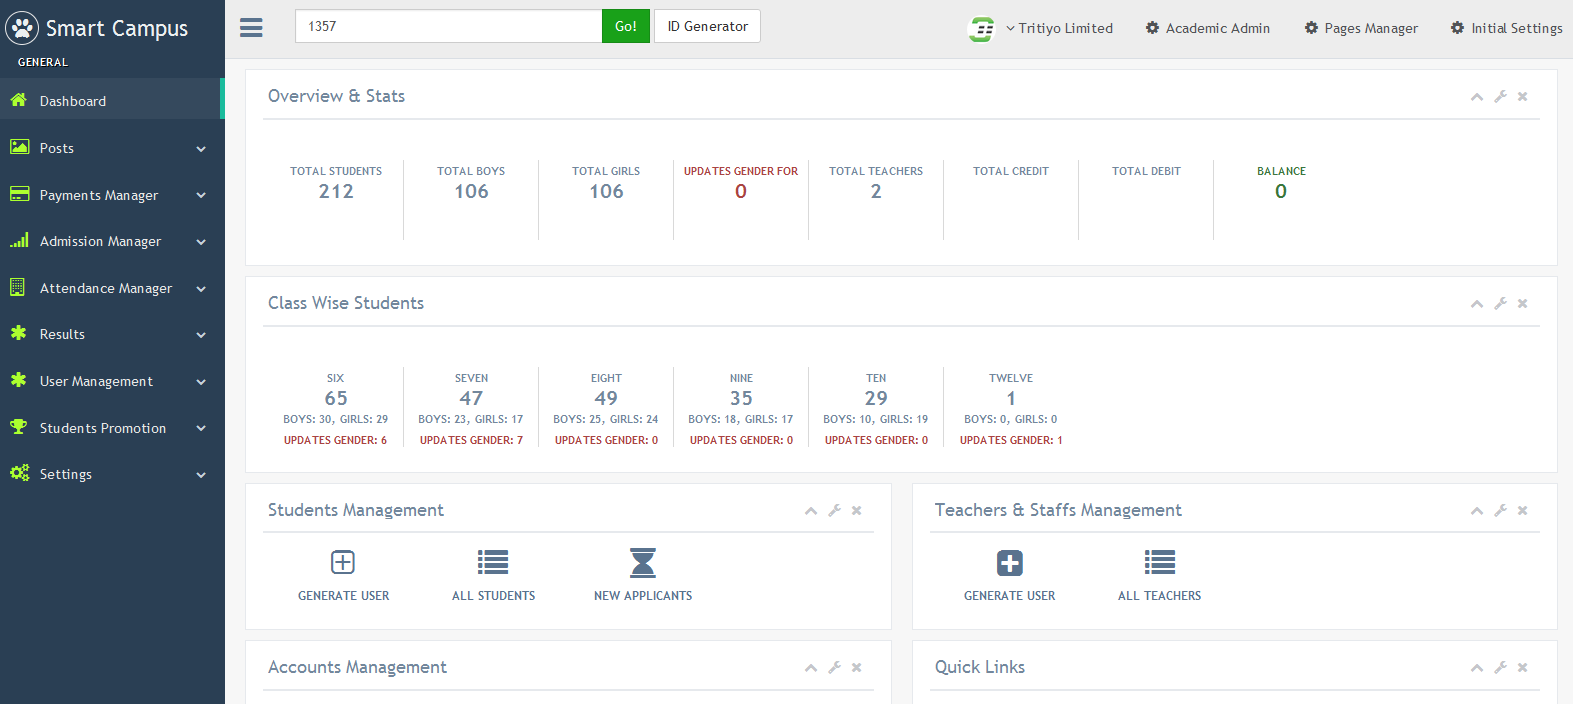 Smart Campus
1357
Go!
ID Generator
Tritiyo Limited
Academic Admin
Pages Manager
Initial Settings
GENERAL
Dashboard
Posts
Payments Manager
Admission Manager
Attendance Manager
Results
User Management
Students Promotion
Settings
Overview & Stats
TOTAL STUDENTS
212
TOTAL BOYS
106
TOTAL GIRLS
106
UPDATES GENDER FOR
0
TOTAL TEACHERS
2
TOTAL CREDIT
TOTAL DEBIT
BALANCE
0
Class Wise Students
SIX
65
BOYS: 30, GIRLS: 29
UPDATES GENDER: 6
SEVEN
47
BOYS: 23, GIRLS: 17
UPDATES GENDER: 7
EIGHT
49
BOYS: 25, GIRLS: 24
UPDATES GENDER: 0
NINE
35
BOYS: 18, GIRLS: 17
UPDATES GENDER: 0
TEN
29
BOYS: 10, GIRLS: 19
UPDATES GENDER: 0
TWELVE
1
BOYS: 0, GIRLS: 0
UPDATES GENDER: 1
Students Management
GENERATE USER
ALL STUDENTS
NEW APPLICANTS
Teachers & Staffs Management
GENERATE USER
ALL TEACHERS
Accounts Management
Quick Links